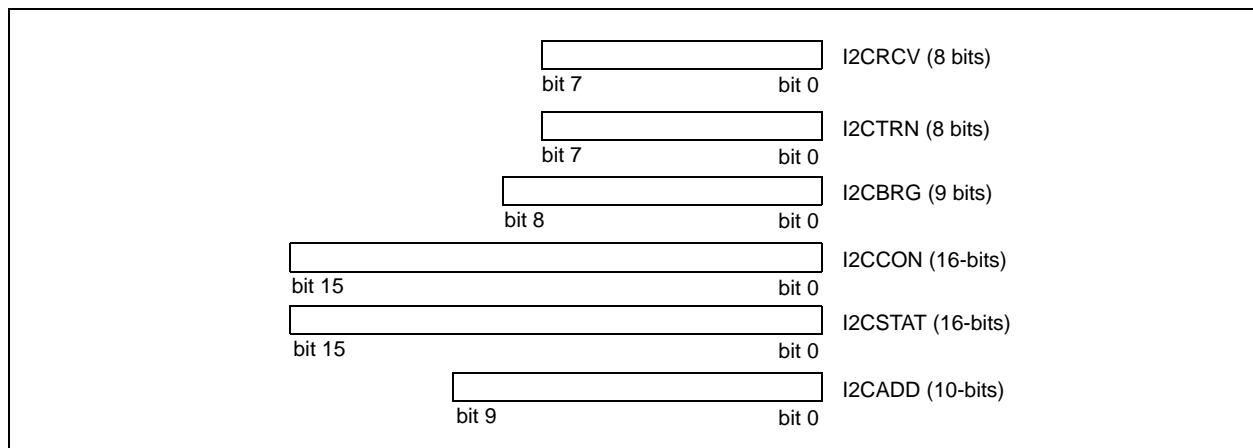 I2CRCV (8 bits)
bit 7 bit 0
I2CTRN (8 bits)
bit 7 bit 0
I2CBRG (9 bits)
bit 8 bit 0
I2CCON (16-bits)
bit 15 bit 0
I2CSTAT (16-bits)
bit 15 bit 0
I2CADD (10-bits)
bit 9 bit 0